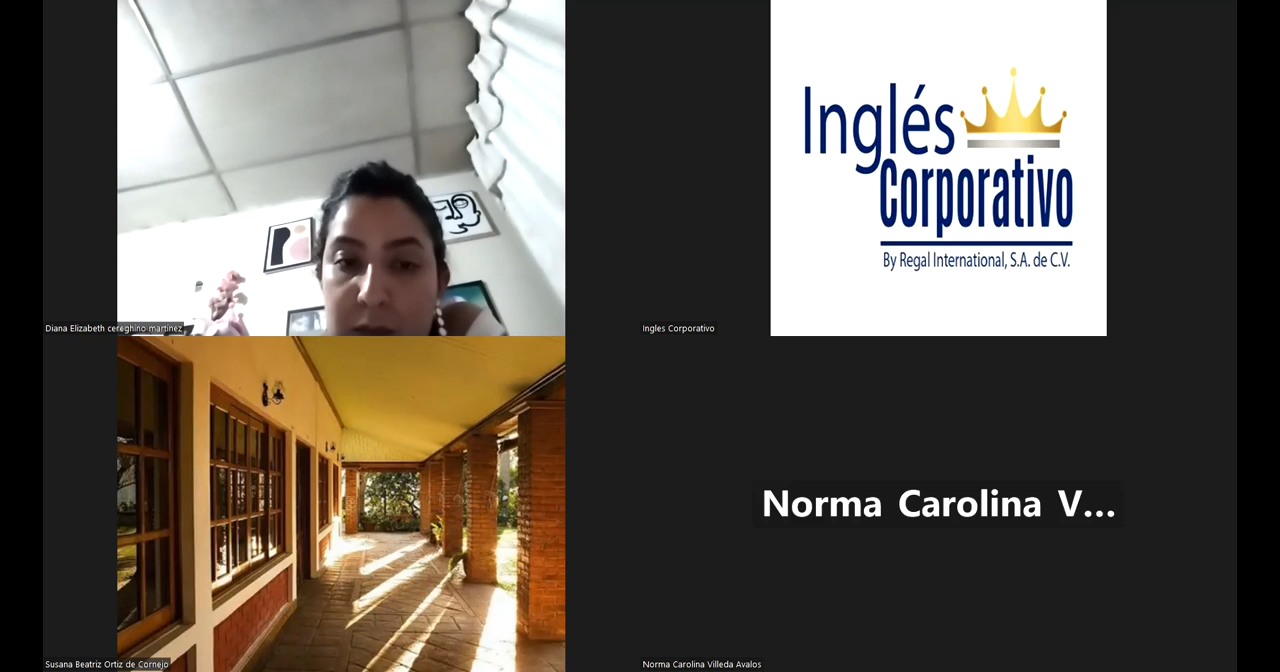 Inglés
Corporativo
By Regal International, S.A. de C.V.
Diana Elizabeth cereghino martinez
Ingles Corporativo
Norma Carolina V...
Susana Beatriz Ortiz de Cornejo
Norma Carolina Villeda Avalos